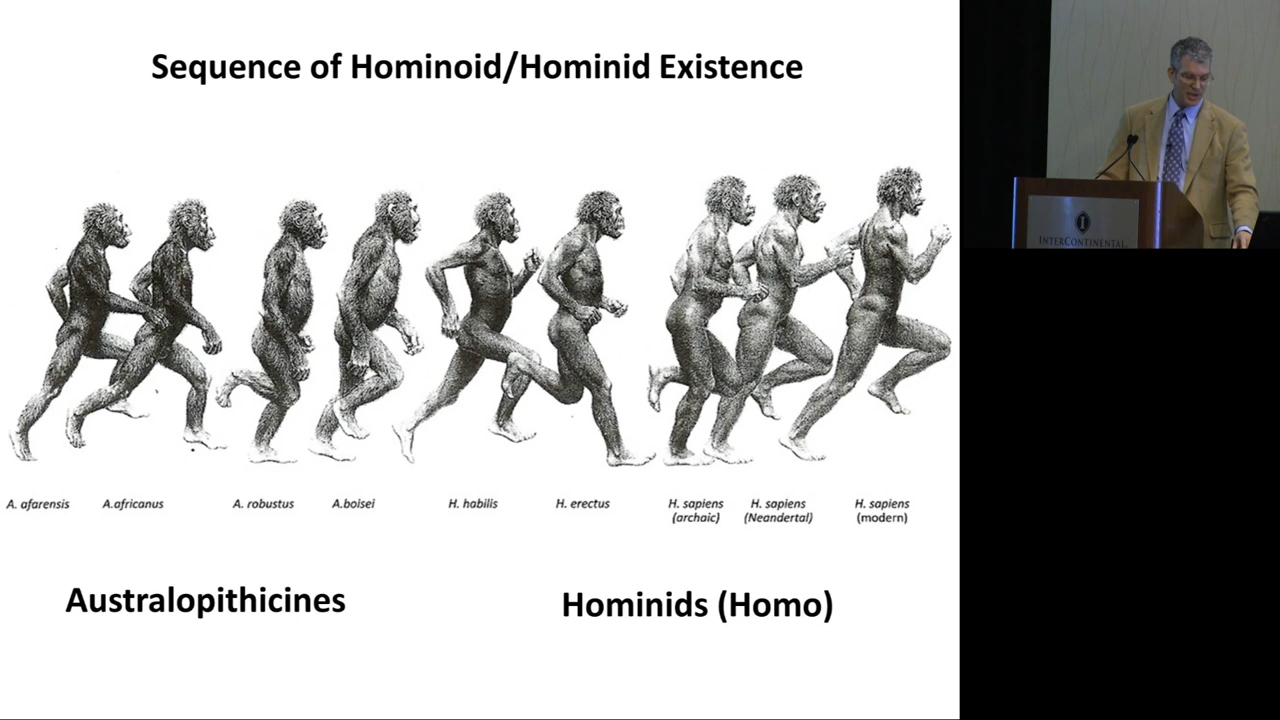 Sequence of Hominoid/Hominid Existence
A. afarensis
A.africanus
A. robustus
A.boisei
H. habilis
H. erectus
H. sapiens
(archaic)
H. sapiens
(Neandertal)
H. sapiens
(modern)
Australopithicines
Hominids (Homo)
INTERCONTINENTAL.